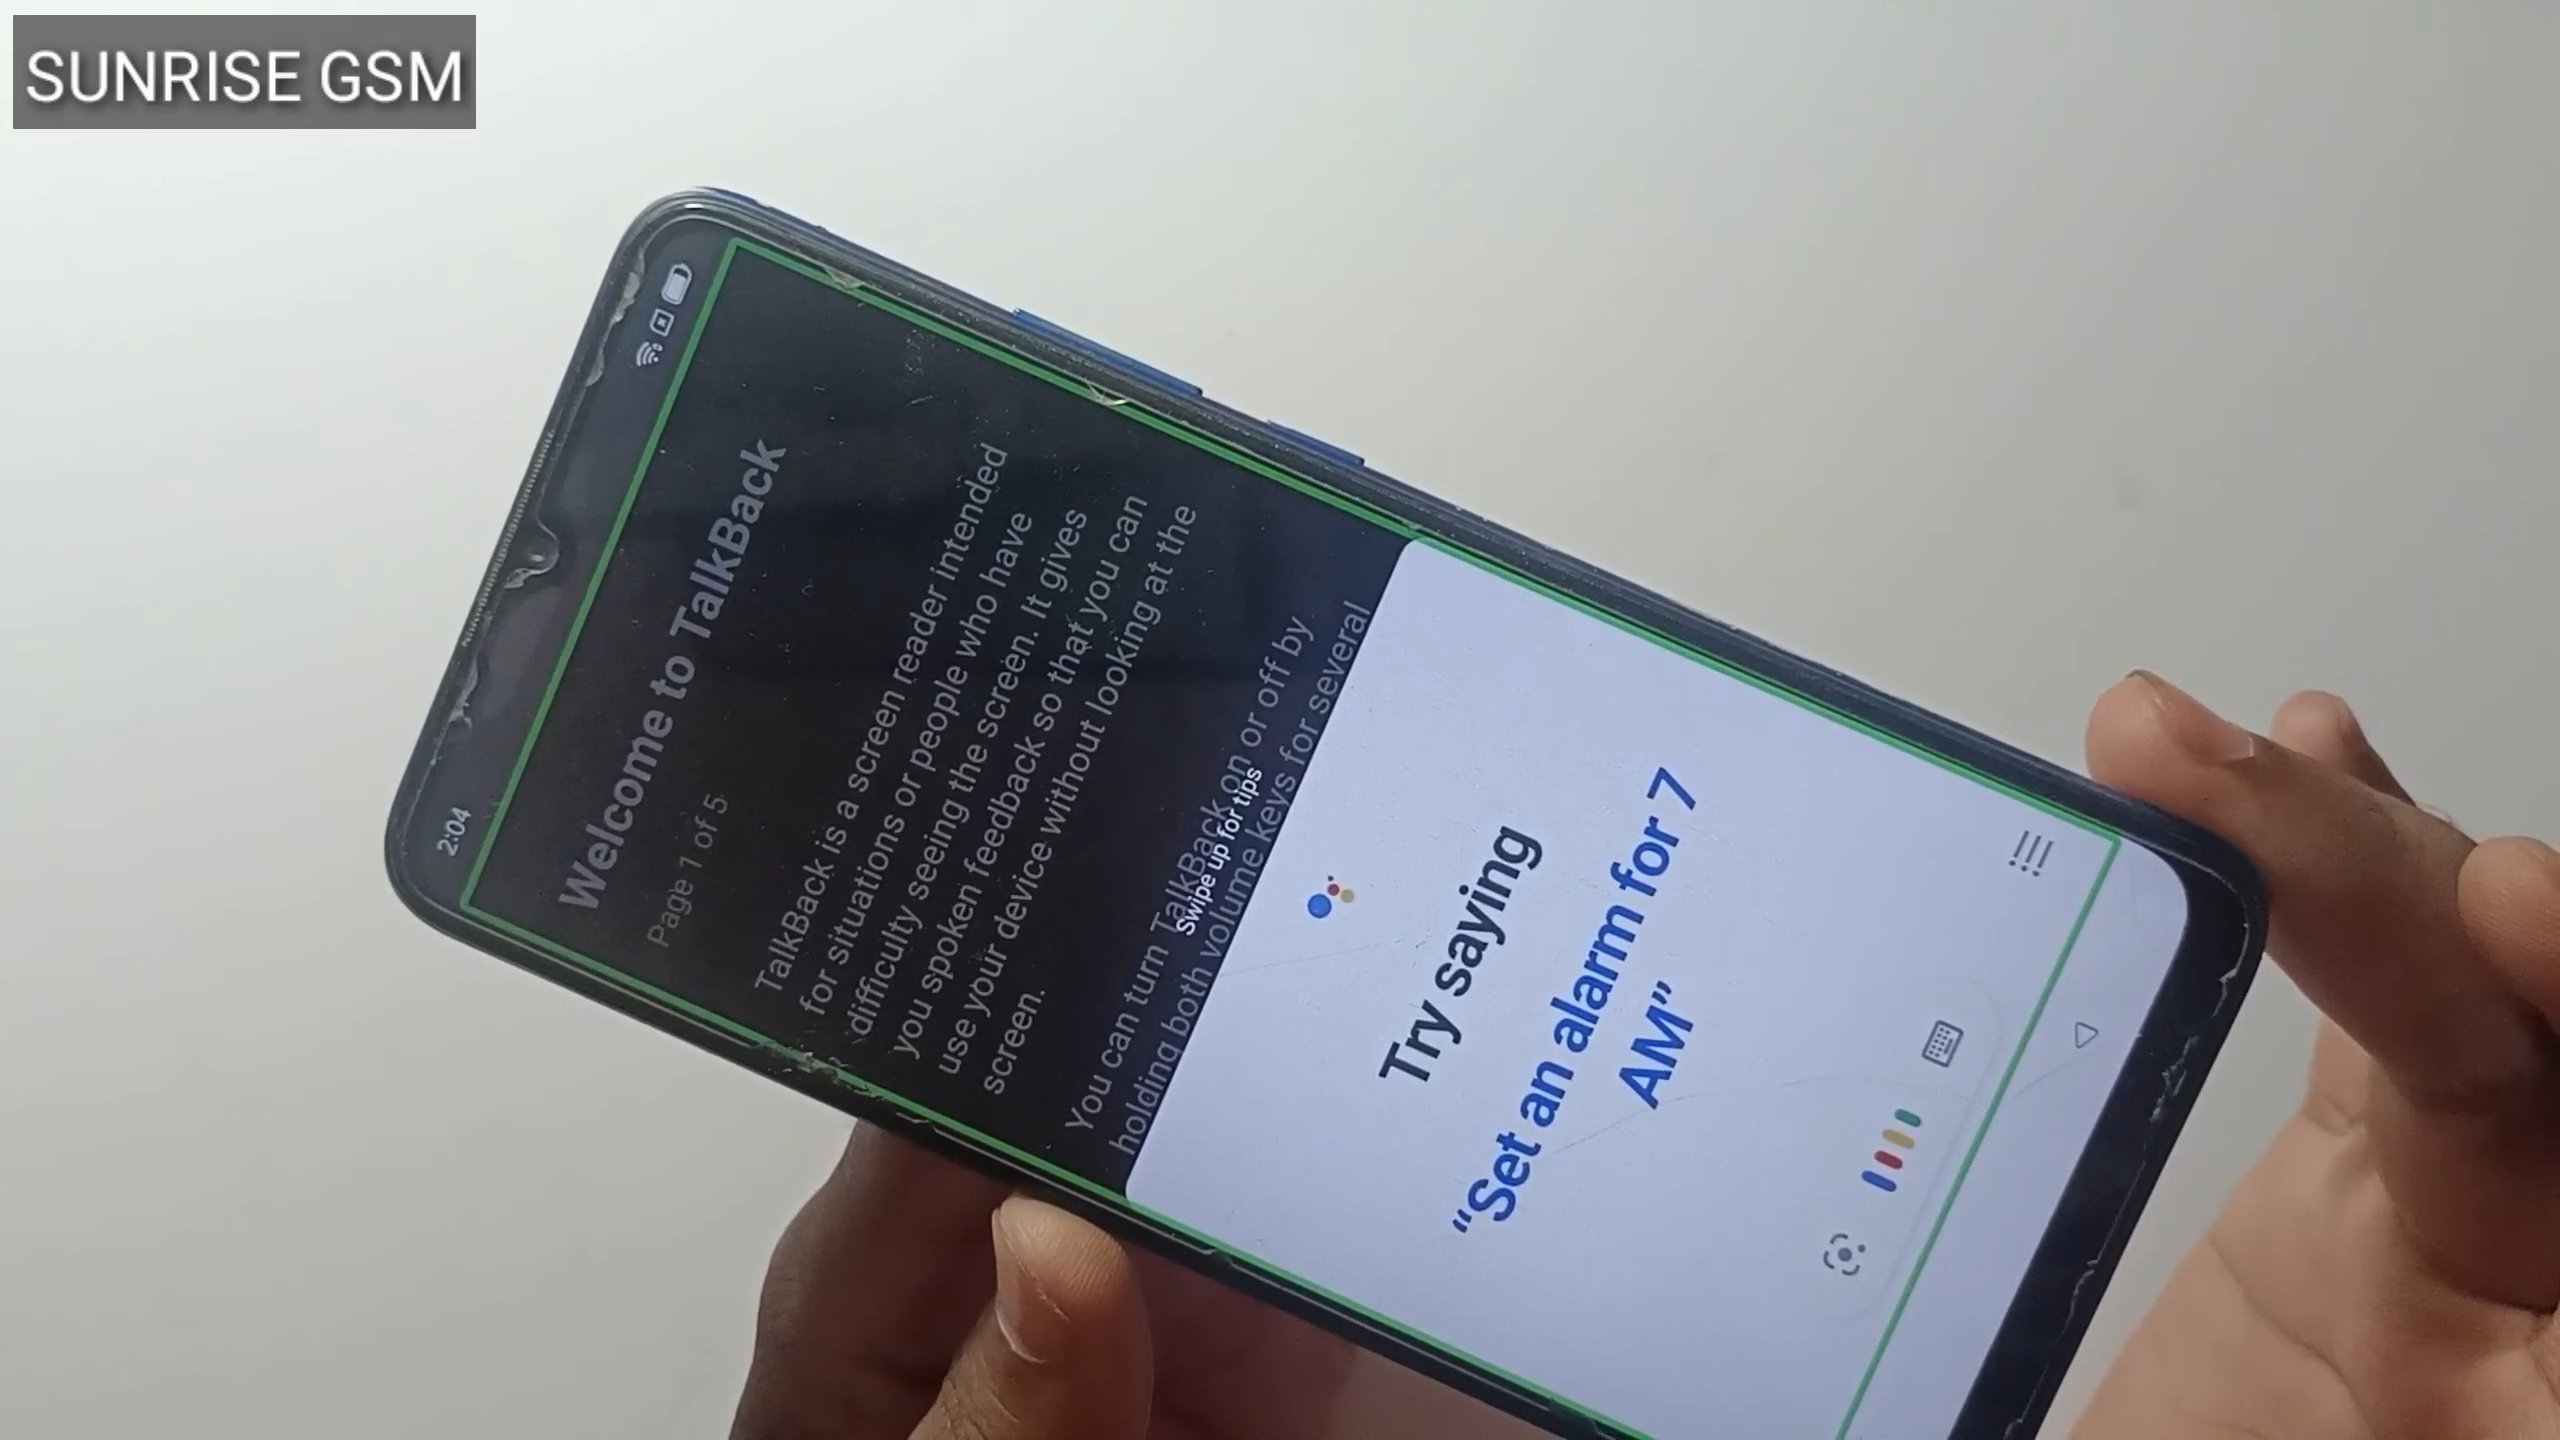 SUNRISE GSM
2:04
Welcome to TalkBack
Page 1 of 5
TalkBack is a screen reader intended
for situations or people who have
difficulty seeing the screen. It gives
you spoken feedback so that you can
use your device without looking at the
screen.
You can turn TalkBack on or off by
holding both volume keys for several
Swipe up for tips
Try saying
“Set an alarm for 7
AM”